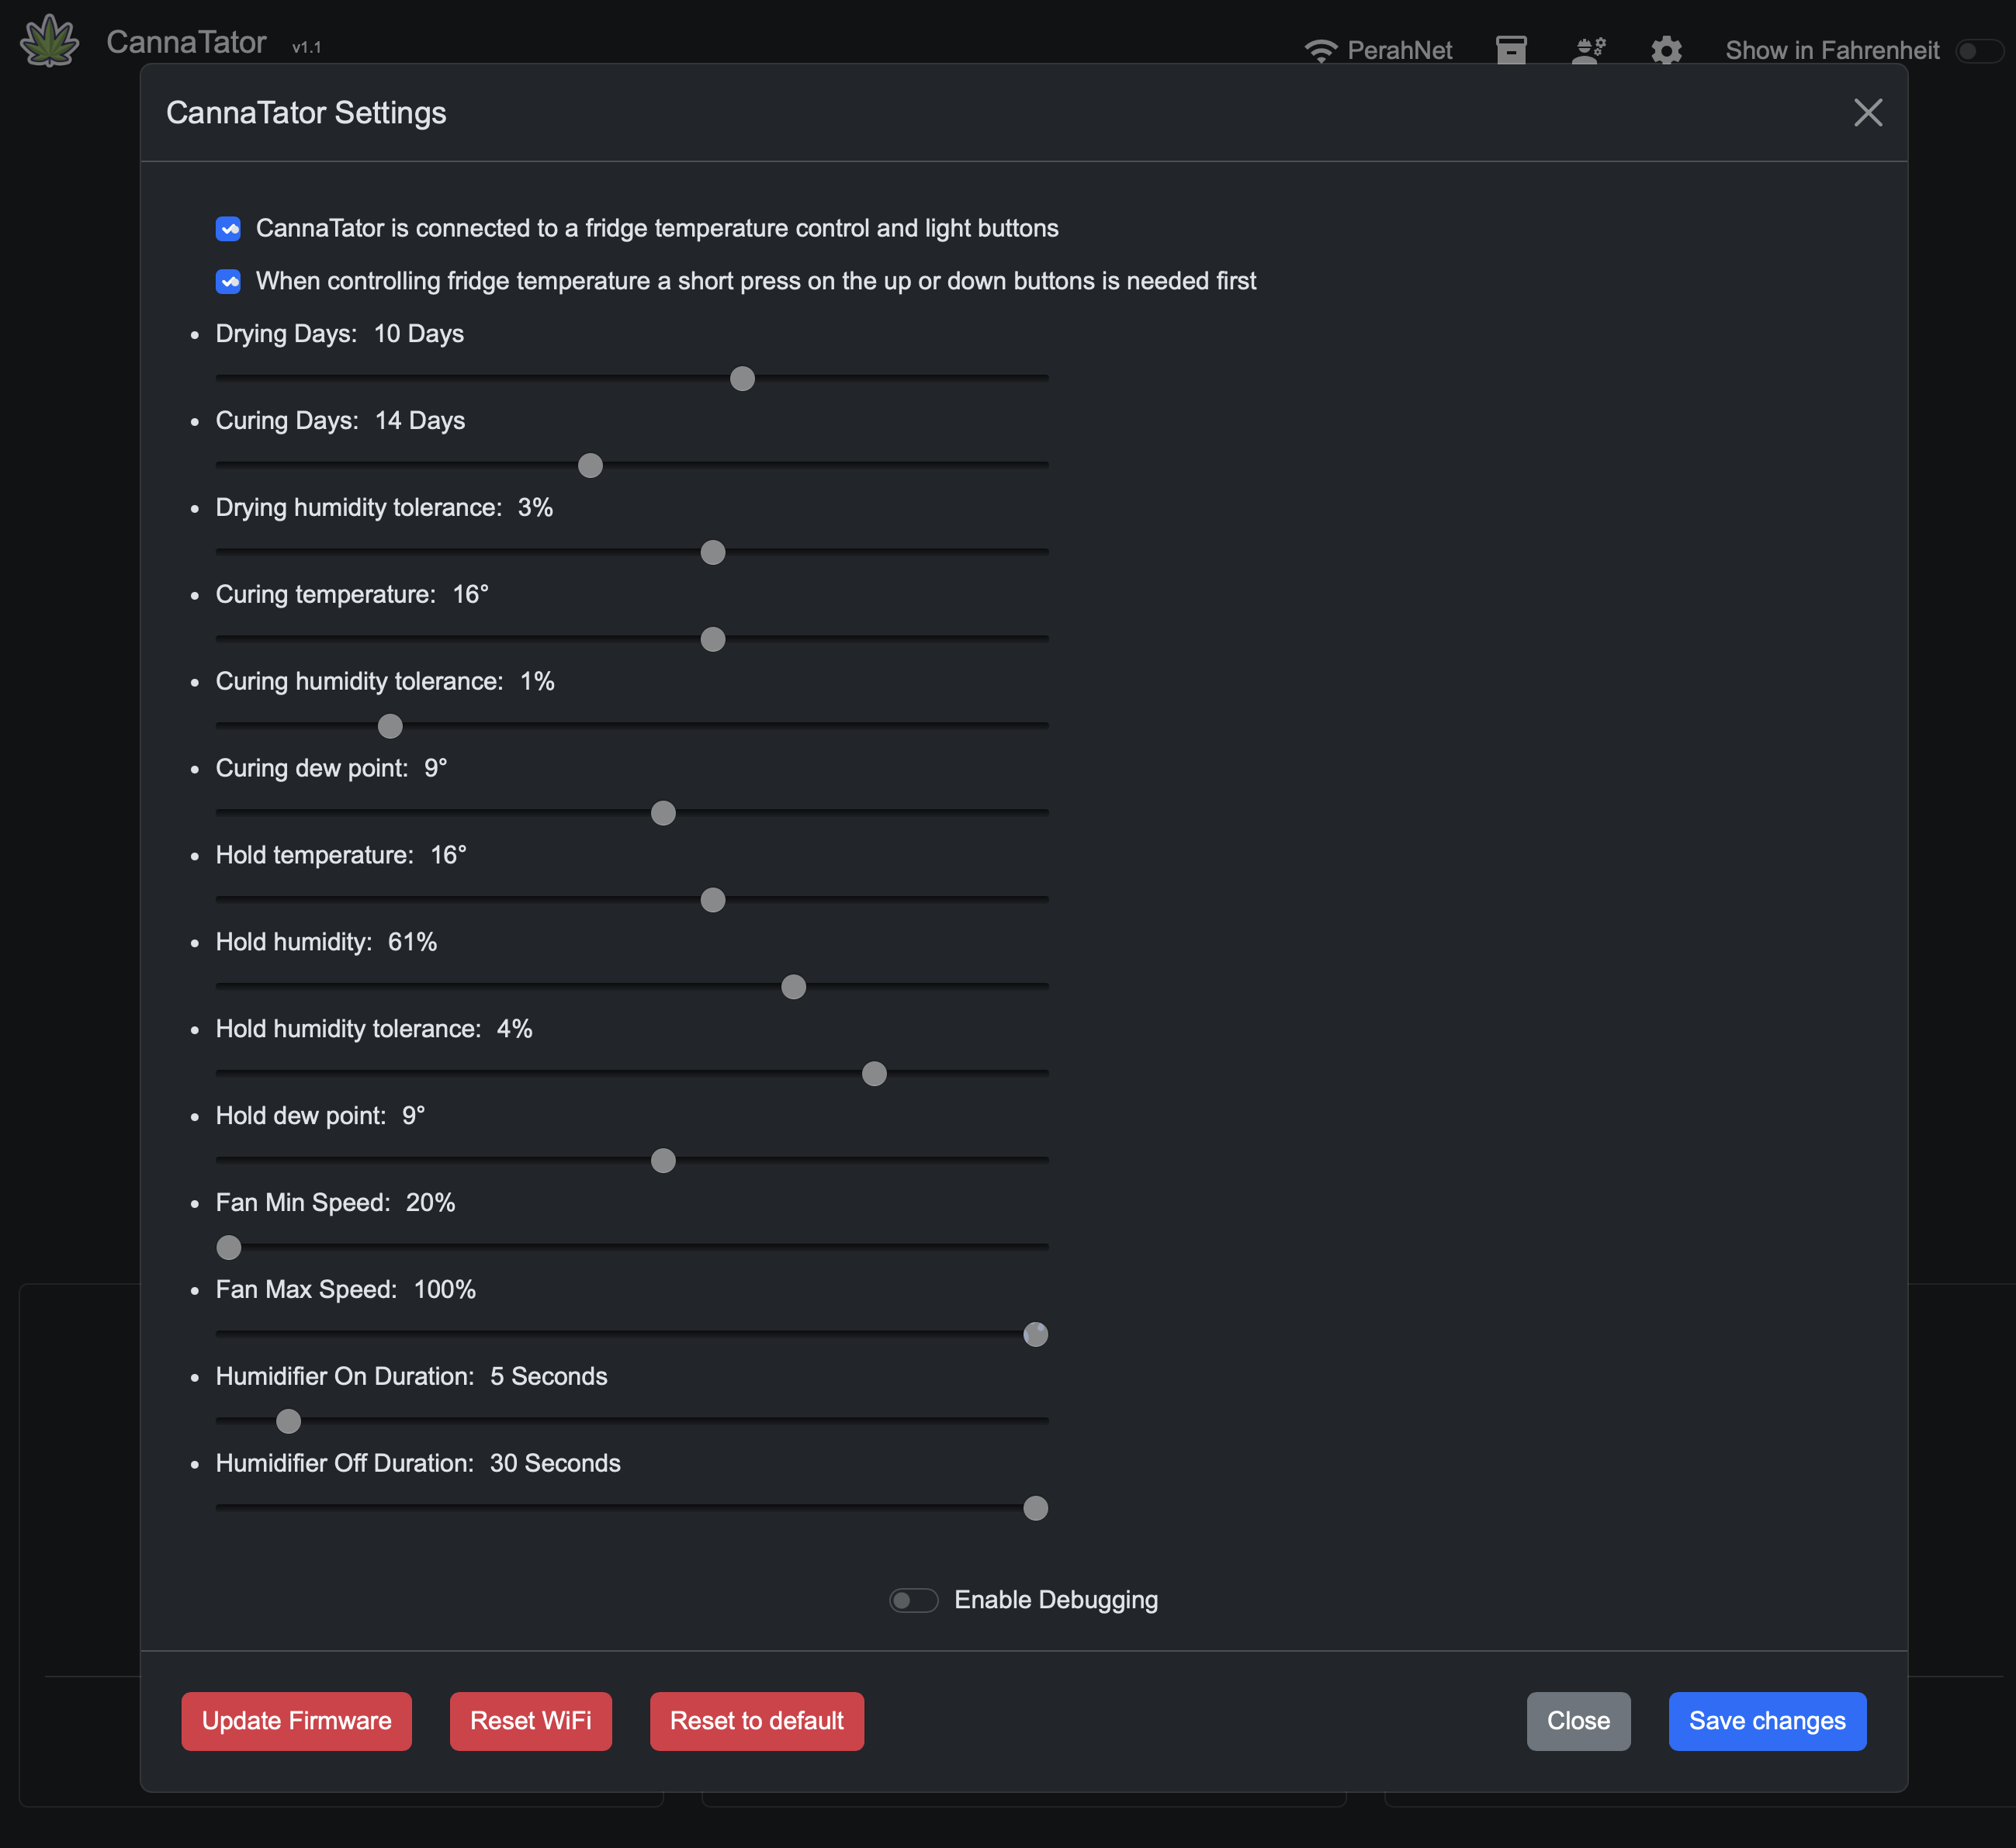 CannaTator v1.1
PerahNet
Show in Fahrenheit
CannaTator Settings
CannaTator is connected to a fridge temperature control and light buttons
When controlling fridge temperature a short press on the up or down buttons is needed first
Drying Days: 10 Days
Curing Days: 14 Days
Drying humidity tolerance: 3%
Curing temperature: 16°
Curing humidity tolerance: 1%
Curing dew point: 9°
Hold temperature: 16°
Hold humidity: 61%
Hold humidity tolerance: 4%
Hold dew point: 9°
Fan Min Speed: 20%
Fan Max Speed: 100%
Humidifier On Duration: 5 Seconds
Humidifier Off Duration: 30 Seconds
Enable Debugging
Update Firmware
Reset WiFi
Reset to default
Close
Save changes